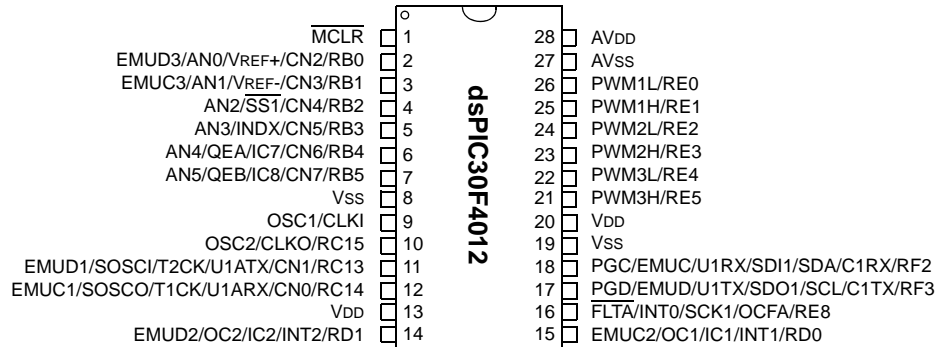 MCLR 1 28 AVDD
EMUD3/AN0/VREF+/CN2/RB0 2 27 AVSS
EMUC3/AN1/VREF-/CN3/RB1 3 26 PWM1L/RE0
AN2/SS1/CN4/RB2 4 25 PWM1H/RE1
AN3/INDX/CN5/RB3 5 24 PWM2L/RE2
AN4/QEA/IC7/CN6/RB4 6 23 PWM2H/RE3
AN5/QEB/IC8/CN7/RB5 7 22 PWM3L/RE4
VSS 8 21 PWM3H/RE5
OSC1/CLKI 9 20 VDD
OSC2/CLKO/RC15 10 19 VSS
EMUD1/SOSCI/T2CK/U1ATX/CN1/RC13 11 18 PGC/EMUC/U1RX/SDI1/SDA/C1RX/RF2
EMUC1/SOSCO/T1CK/U1ARX/CN0/RC14 12 17 PGD/EMUD/U1TX/SDO1/SCL/C1TX/RF3
VDD 13 16 FLTA/INT0/SCK1/OCFA/RE8
EMUD2/OC2/IC2/INT2/RD1 14 15 EMUC2/OC1/IC1/INT1/RD0
dsPIC30F4012